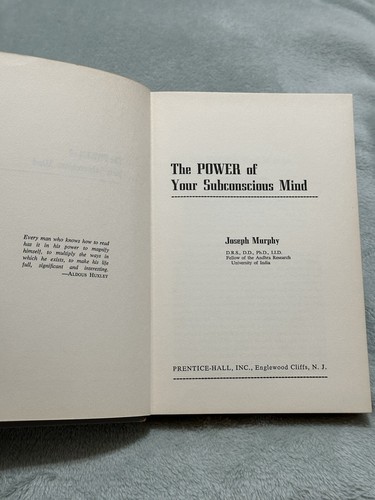 Every man who knows how to read
has it in his power to magnify
himself, to multiply the ways in
which he exists, to make his life
full, significant and interesting.
—ALDOUS HUXLEY
The POWER of
Your Subconscious Mind
Joseph Murphy
D.R.S., D.D., Ph.D., LL.D.
Fellow of the Andhra Research
University of India
PRENTICE-HALL, INC., Englewood Cliffs, N. J.